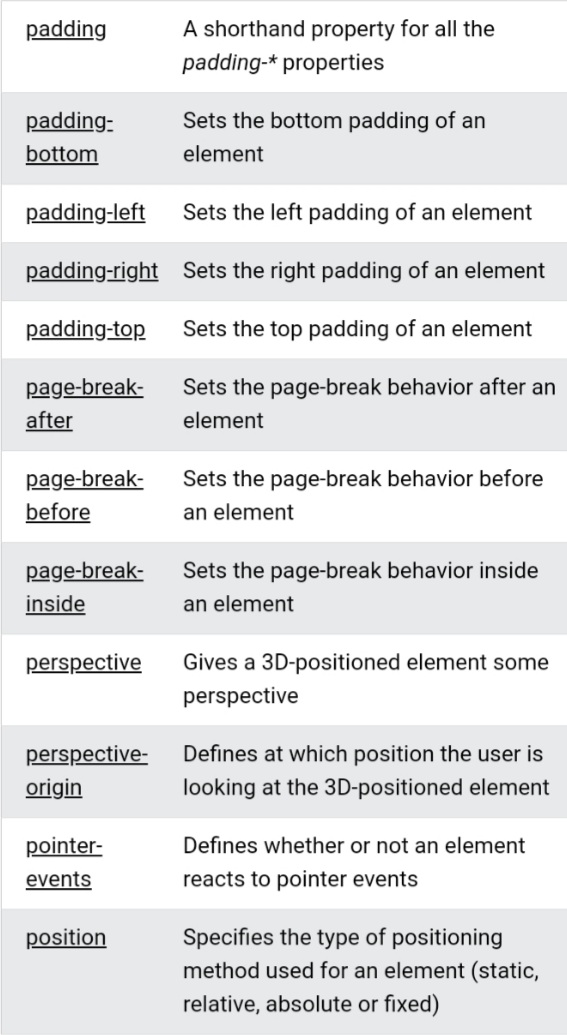 padding A shorthand property for all the
padding-* properties
padding- Sets the bottom padding of an
bottom element
padding-left Sets the left padding of an element
padding-right Sets the right padding of an element
padding-top Sets the top padding of an element
page-break- Sets the page-break behavior after an
after element
page-break- Sets the page-break behavior before
before an element
page-break- Sets the page-break behavior inside
inside an element
perspective Gives a 3D-positioned element some
perspective
perspective- Defines at which position the user is
origin looking at the 3D-positioned element
pointer- Defines whether or not an element
events reacts to pointer events
position Specifies the type of positioning
method used for an element (static,
relative, absolute or fixed)